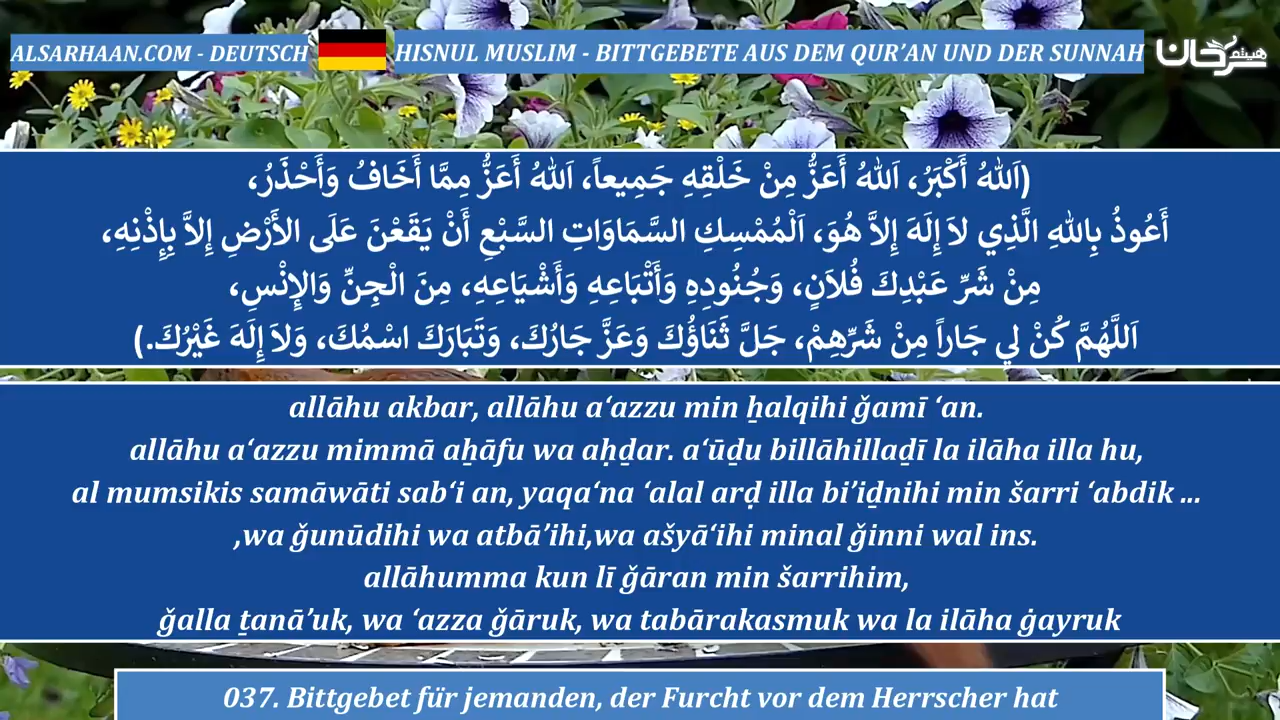 ALSARHAAN.COM - DEUTSCH HISNUL MUSLIM - BITTGEBETE AUS DEM QUR’AN UND DER SUNNAH هيثم سرحان
(اَللهُ أَكْبَرُ، اَللهُ أَعَزُّ مِنْ خَلْقِهِ جَمِيعاً، اَللهُ أَعَزُّ مِمَّا أَخَافُ وَأَحْذَرُ،
أَعُوذُ بِاللهِ الَّذِي لاَ إِلَهَ إِلاَّ هُوَ، اَلْمُمْسِكِ السَّمَاوَاتِ السَّبْعِ أَنْ يَقَعْنَ عَلَى الأَرْضِ إِلاَّ بِإِذْنِهِ،
مِنْ شَرِّ عَبْدِكَ فُلاَنٍ، وَجُنُودِهِ وَأَتْبَاعِهِ وَأَشْيَاعِهِ، مِنَ الْجِنِّ وَالإِنْسِ،
اَللَّهُمَّ كُنْ لِي جَاراً مِنْ شَرِّهِمْ، جَلَّ ثَنَاؤُكَ وَعَزَّ جَارُكَ، وَتَبَارَكَ اسْمُكَ، وَلاَ إِلَهَ غَيْرُكَ.)
allāhu akbar, allāhu a‘azzu min ẖalqihi ǧamī ‘an.
allāhu a‘azzu mimmā aẖāfu wa aḥḏar. a‘ūḏu billāhillaḏī la ilāha illa hu,
al mumsikis samāwāti sab‘i an, yaqa‘na ‘alal arḍ illa bi’iḏnihi min šarri ‘abdik ...
,wa ǧunūdihi wa atbā’ihi,wa ašyā‘ihi minal ǧinni wal ins.
allāhumma kun lī ǧāran min šarrihim,
ǧalla ṯanā’uk, wa ‘azza ǧāruk, wa tabārakasmuk wa la ilāha ġayruk
037. Bittgebet für jemanden, der Furcht vor dem Herrscher hat